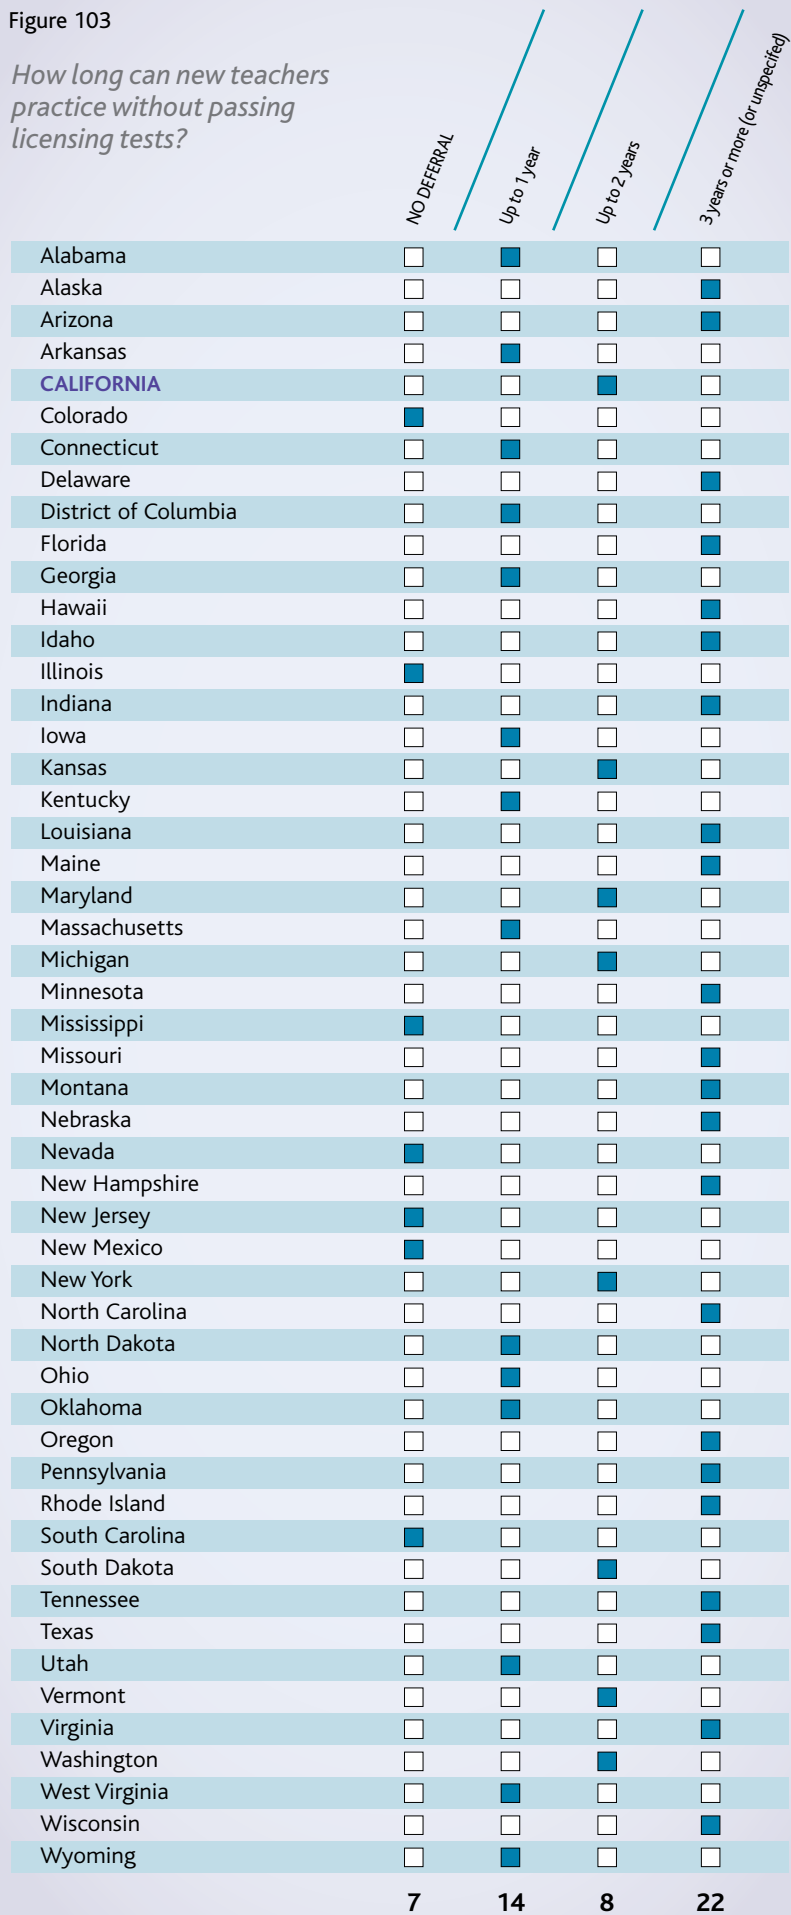 Figure 103
How long can new teachers
practice without passing
licensing tests?
NO DEFERRAL
Up to 1 year
Up to 2 years
3 years or more (or unspecifed)
Alabama
Alaska
Arizona
Arkansas
CALIFORNIA
Colorado
Connecticut
Delaware
District of Columbia
Florida
Georgia
Hawaii
Idaho
Illinois
Indiana
Iowa
Kansas
Kentucky
Louisiana
Maine
Maryland
Massachusetts
Michigan
Minnesota
Mississippi
Missouri
Montana
Nebraska
Nevada
New Hampshire
New Jersey
New Mexico
New York
North Carolina
North Dakota
Ohio
Oklahoma
Oregon
Pennsylvania
Rhode Island
South Carolina
South Dakota
Tennessee
Texas
Utah
Vermont
Virginia
Washington
West Virginia
Wisconsin
Wyoming
7 14 8 22